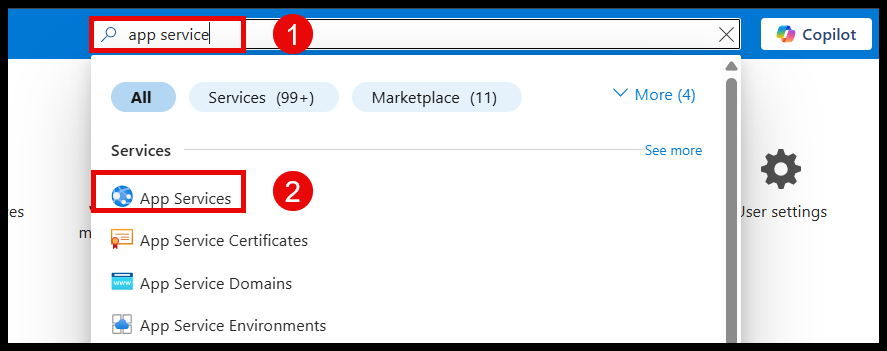 app service
1
Copilot
All
Services (99+)
Marketplace (11)
More (4)
Services
See more
App Services
2
App Service Certificates
App Service Domains
App Service Environments
User settings
es
m